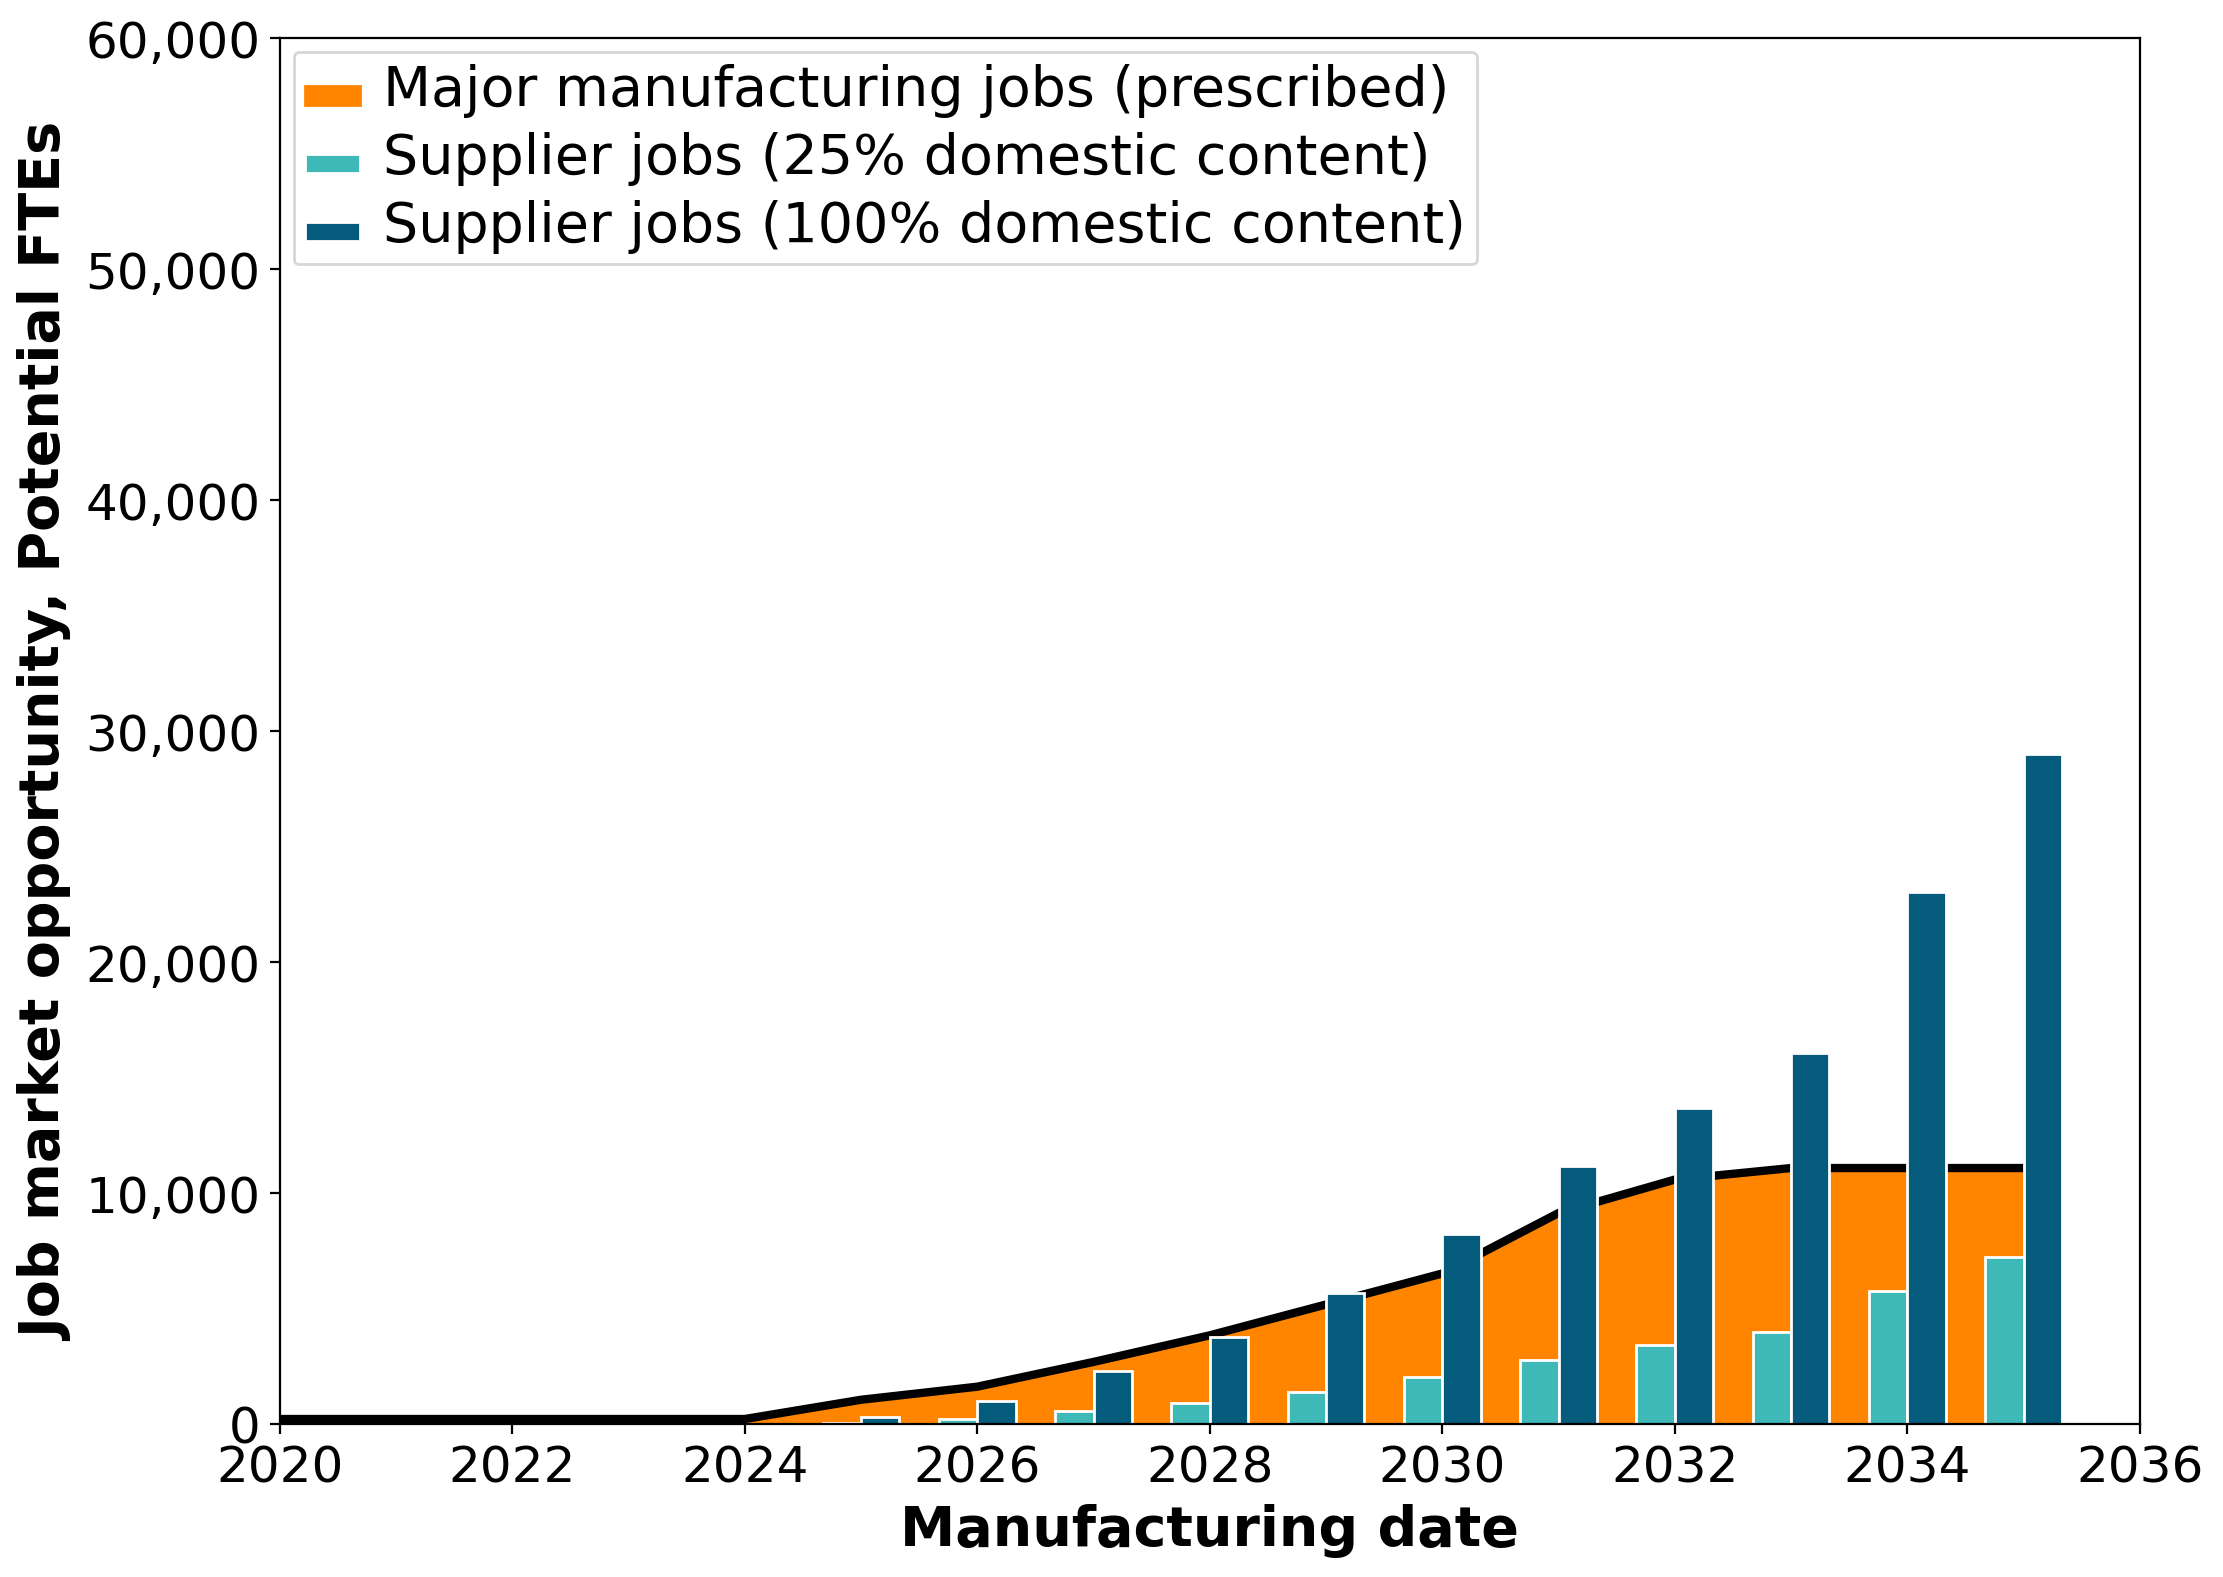 60,000
50,000
40,000
30,000
20,000
10,000
0
Job market opportunity, Potential FTEs
Major manufacturing jobs (prescribed)
Supplier jobs (25% domestic content)
Supplier jobs (100% domestic content)
2020 2022 2024 2026 2028 2030 2032 2034 2036
Manufacturing date